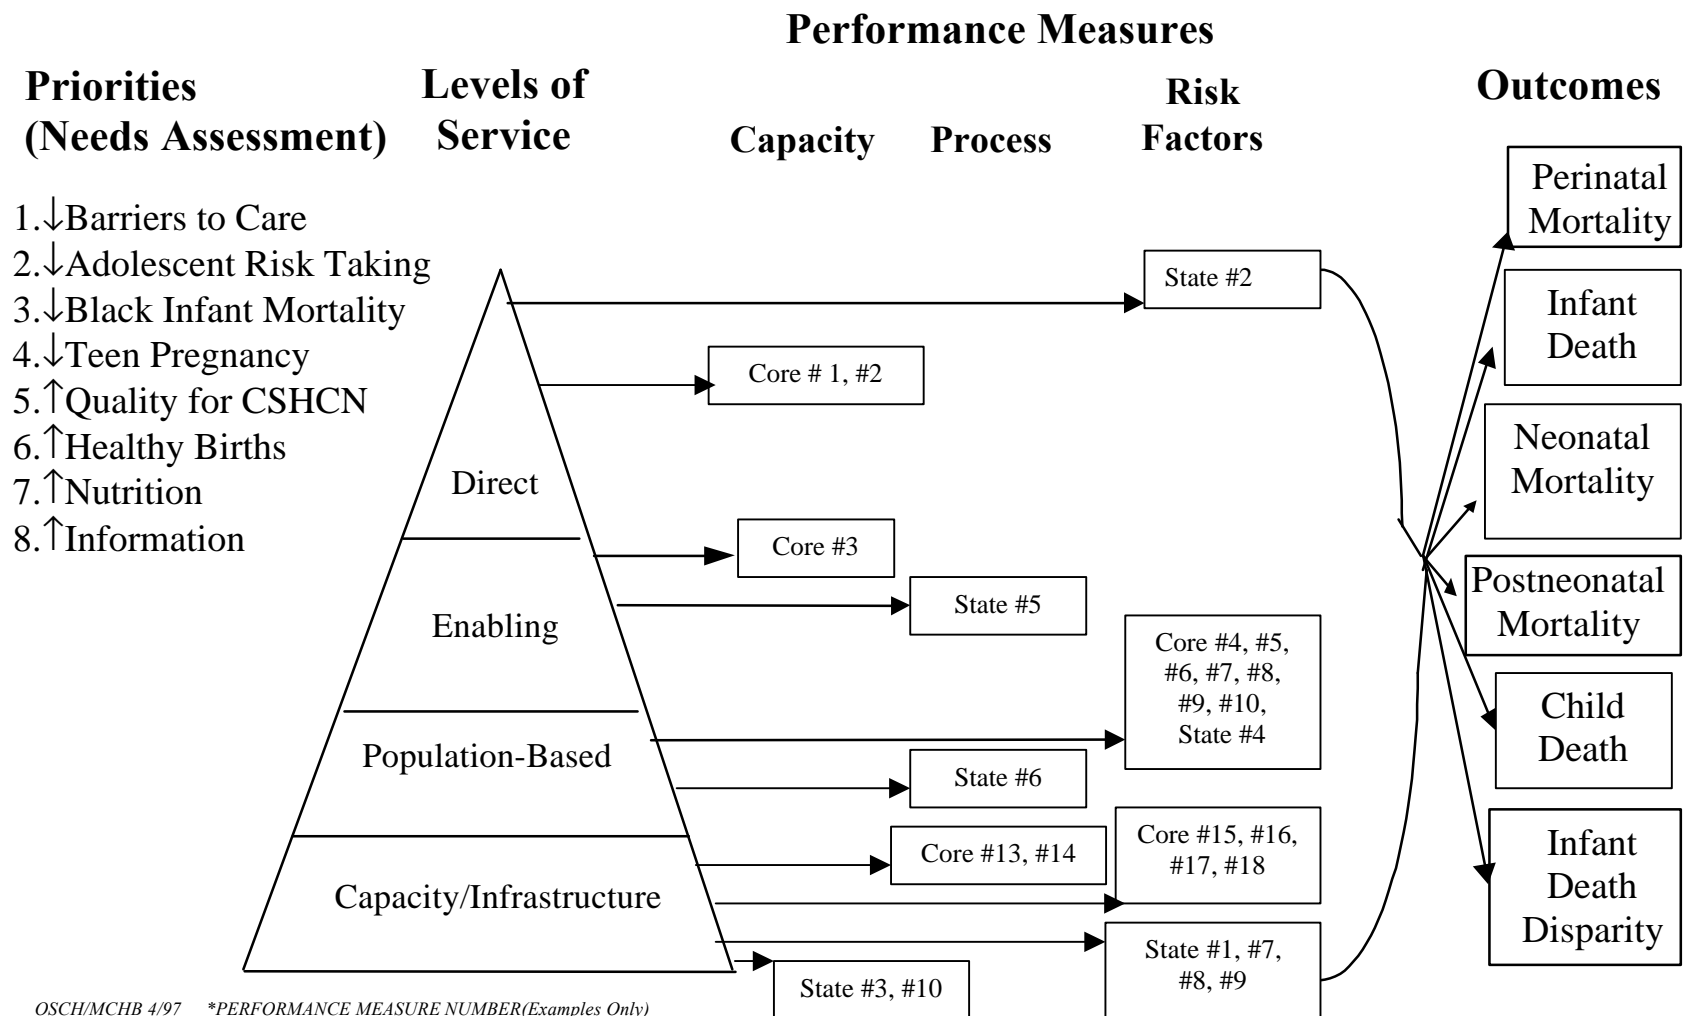 Performance Measures
Priorities
(Needs Assessment)
Levels of
Service
Capacity
Process
Risk
Factors
Outcomes
1.↓Barriers to Care
2.↓Adolescent Risk Taking
3.↓Black Infant Mortality
4.↓Teen Pregnancy
5.↑Quality for CSHCN
6.↑Healthy Births
7.↑Nutrition
8.↑Information
Direct
Enabling
Population-Based
Capacity/Infrastructure
State #2
Core # 1, #2
Core #3
State #5
Core #4, #5,
#6, #7, #8,
#9, #10,
State #4
State #6
Core #13, #14
Core #15, #16,
#17, #18
State #1, #7,
#8, #9
State #3, #10
Perinatal
Mortality
Infant
Death
Neonatal
Mortality
Postneonatal
Mortality
Child
Death
Infant
Death
Disparity
OSCH/MCHB 4/97 *PERFORMANCE MEASURE NUMBER(Examples Only)